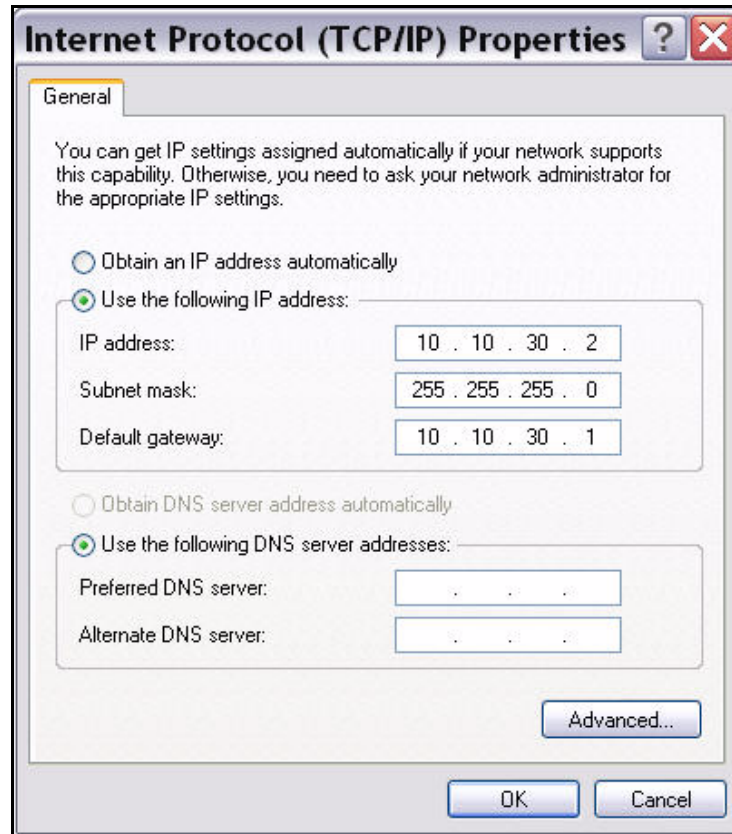 Internet Protocol (TCP/IP) Properties ?
General
You can get IP settings assigned automatically if your network supports
this capability. Otherwise, you need to ask your network administrator for
the appropriate IP settings.
Obtain an IP address automatically
Use the following IP address:
IP address: 10 . 10 . 30 . 2
Subnet mask: 255 . 255 . 255 . 0
Default gateway: 10 . 10 . 30 . 1
Obtain DNS server address automatically
Use the following DNS server addresses:
Preferred DNS server: . . .
Alternate DNS server: . . .
Advanced...
OK Cancel